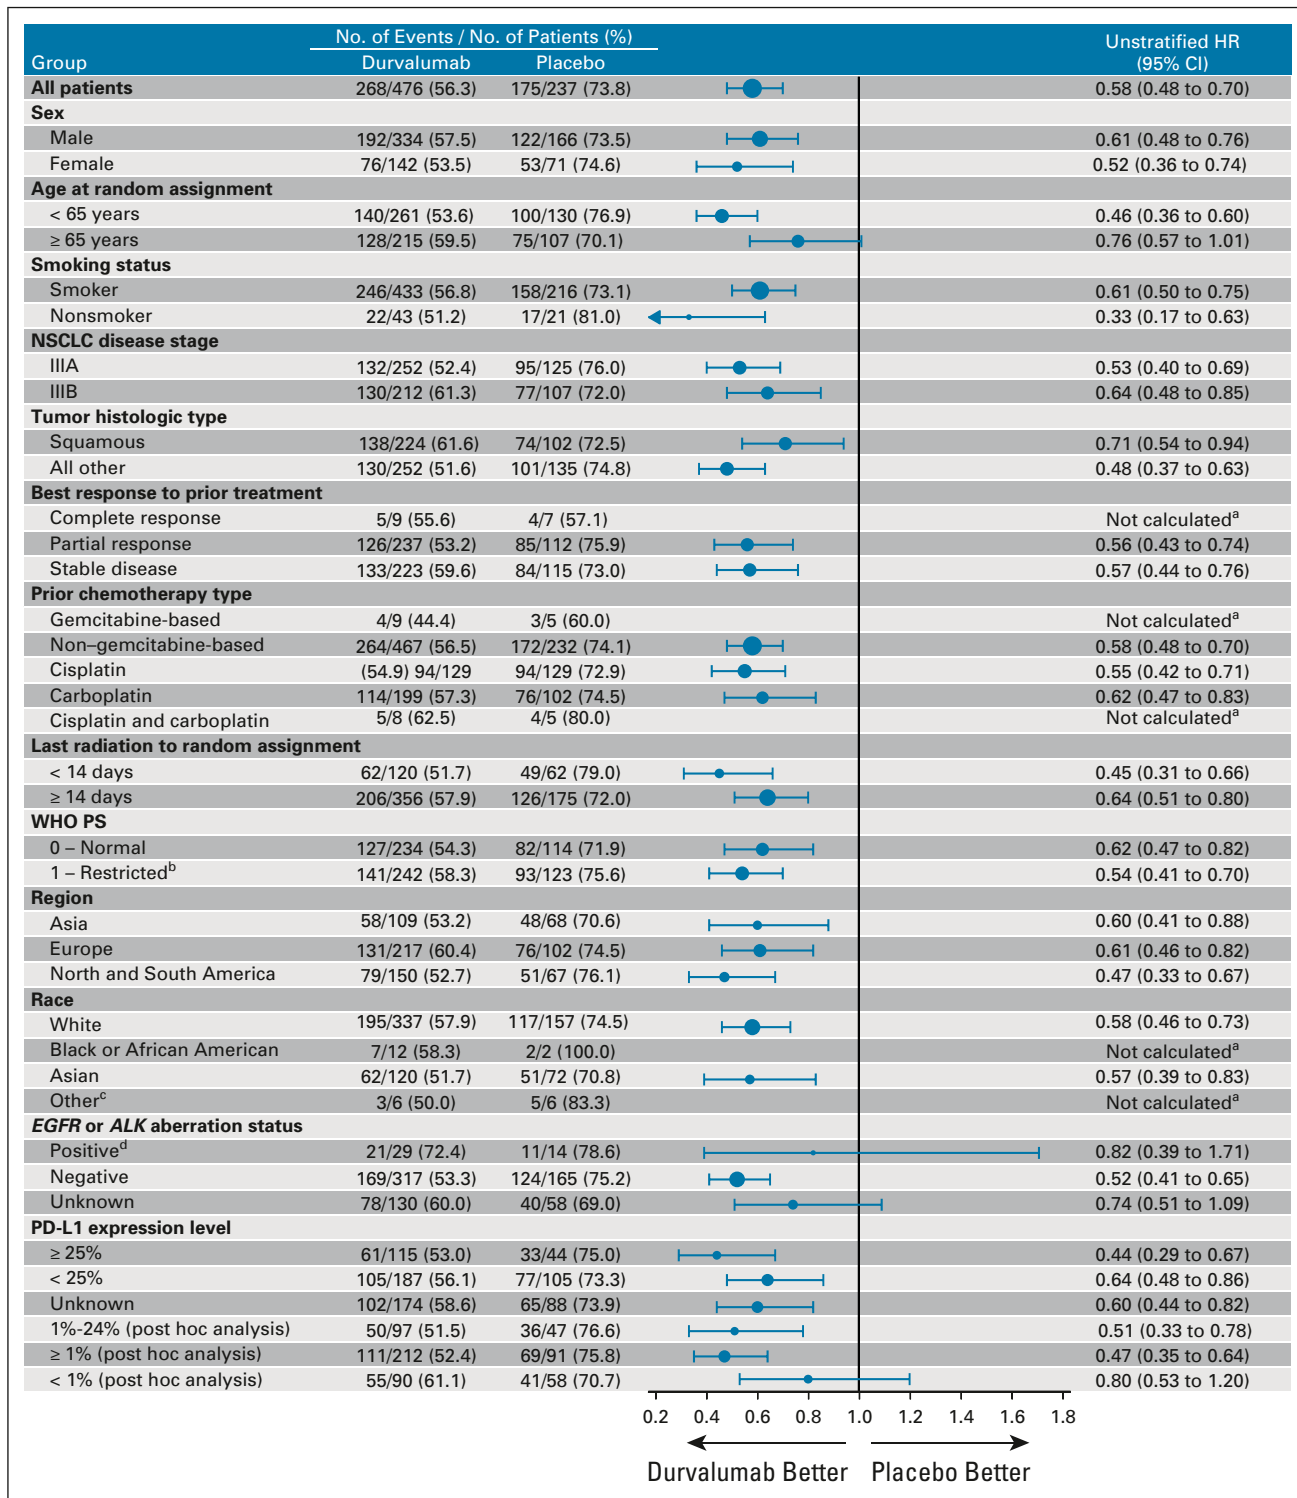 No. of Events / No. of Patients (%)
Group Durvalumab Placebo Unstratified HR (95% CI)
All patients 268/476 (56.3) 175/237 (73.8) 0.58 (0.48 to 0.70)
Sex
Male 192/334 (57.5) 122/166 (73.5) 0.61 (0.48 to 0.76)
Female 76/142 (53.5) 53/71 (74.6) 0.52 (0.36 to 0.74)
Age at random assignment
< 65 years 140/261 (53.6) 100/130 (76.9) 0.46 (0.36 to 0.60)
≥ 65 years 128/215 (59.5) 75/107 (70.1) 0.76 (0.57 to 1.01)
Smoking status
Smoker 246/433 (56.8) 158/216 (73.1) 0.61 (0.50 to 0.75)
Nonsmoker 22/43 (51.2) 17/21 (81.0) 0.33 (0.17 to 0.63)
NSCLC disease stage
IIIA 132/252 (52.4) 95/125 (76.0) 0.53 (0.40 to 0.69)
IIIB 130/212 (61.3) 77/107 (72.0) 0.64 (0.48 to 0.85)
Tumor histologic type
Squamous 138/224 (61.6) 74/102 (72.5) 0.71 (0.54 to 0.94)
All other 130/252 (51.6) 101/135 (74.8) 0.48 (0.37 to 0.63)
Best response to prior treatment
Complete response 5/9 (55.6) 4/7 (57.1) Not calculatedᵃ
Partial response 126/237 (53.2) 85/112 (75.9) 0.56 (0.43 to 0.74)
Stable disease 133/223 (59.6) 84/115 (73.0) 0.57 (0.44 to 0.76)
Prior chemotherapy type
Gemcitabine-based 4/9 (44.4) 3/5 (60.0) Not calculatedᵃ
Non–gemcitabine-based 264/467 (56.5) 172/232 (74.1) 0.58 (0.48 to 0.70)
Cisplatin (54.9) 94/129 94/129 (72.9) 0.55 (0.42 to 0.71)
Carboplatin 114/199 (57.3) 76/102 (74.5) 0.62 (0.47 to 0.83)
Cisplatin and carboplatin 5/8 (62.5) 4/5 (80.0) Not calculatedᵃ
Last radiation to random assignment
< 14 days 62/120 (51.7) 49/62 (79.0) 0.45 (0.31 to 0.66)
≥ 14 days 206/356 (57.9) 126/175 (72.0) 0.64 (0.51 to 0.80)
WHO PS
0 – Normal 127/234 (54.3) 82/114 (71.9) 0.62 (0.47 to 0.82)
1 – Restrictedᵇ 141/242 (58.3) 93/123 (75.6) 0.54 (0.41 to 0.70)
Region
Asia 58/109 (53.2) 48/68 (70.6) 0.60 (0.41 to 0.88)
Europe 131/217 (60.4) 76/102 (74.5) 0.61 (0.46 to 0.82)
North and South America 79/150 (52.7) 51/67 (76.1) 0.47 (0.33 to 0.67)
Race
White 195/337 (57.9) 117/157 (74.5) 0.58 (0.46 to 0.73)
Black or African American 7/12 (58.3) 2/2 (100.0) Not calculatedᵃ
Asian 62/120 (51.7) 51/72 (70.8) 0.57 (0.39 to 0.83)
Otherᶜ 3/6 (50.0) 5/6 (83.3) Not calculatedᵃ
EGFR or ALK aberration status
Positiveᵈ 21/29 (72.4) 11/14 (78.6) 0.82 (0.39 to 1.71)
Negative 169/317 (53.3) 124/165 (75.2) 0.52 (0.41 to 0.65)
Unknown 78/130 (60.0) 40/58 (69.0) 0.74 (0.51 to 1.09)
PD-L1 expression level
≥ 25% 61/115 (53.0) 33/44 (75.0) 0.44 (0.29 to 0.67)
< 25% 105/187 (56.1) 77/105 (73.3) 0.64 (0.48 to 0.86)
Unknown 102/174 (58.6) 65/88 (73.9) 0.60 (0.44 to 0.82)
1%-24% (post hoc analysis) 50/97 (51.5) 36/47 (76.6) 0.51 (0.33 to 0.78)
≥ 1% (post hoc analysis) 111/212 (52.4) 69/91 (75.8) 0.47 (0.35 to 0.64)
< 1% (post hoc analysis) 55/90 (61.1) 41/58 (70.7) 0.80 (0.53 to 1.20)
0.2 0.4 0.6 0.8 1.0 1.2 1.4 1.6 1.8
Durvalumab Better Placebo Better